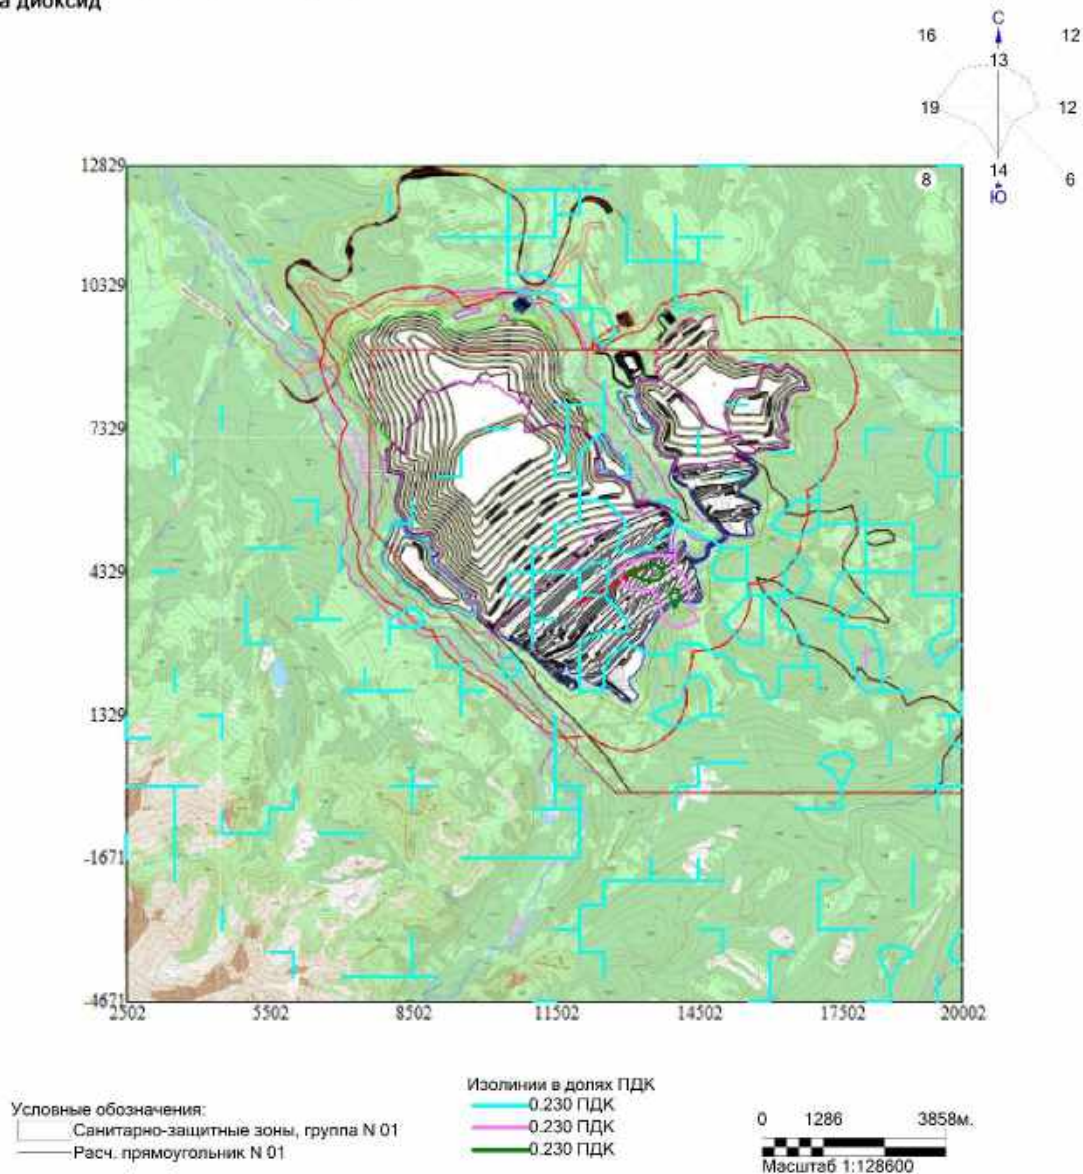 а диоксид
С
16 12
13
19 12
14
8 6
Ю
12829
10329
7329
4329
1329
-1671
-4621
2502 5502 8502 11502 14502 17502 20002
Изолинии в долях ПДК
Условные обозначения:
Санитарно-защитные зоны, группа N 01
Расч. прямоугольник N 01
0.230 ПДК
0.230 ПДК
0.230 ПДК
0 1286 3858м.
Масштаб 1:128600